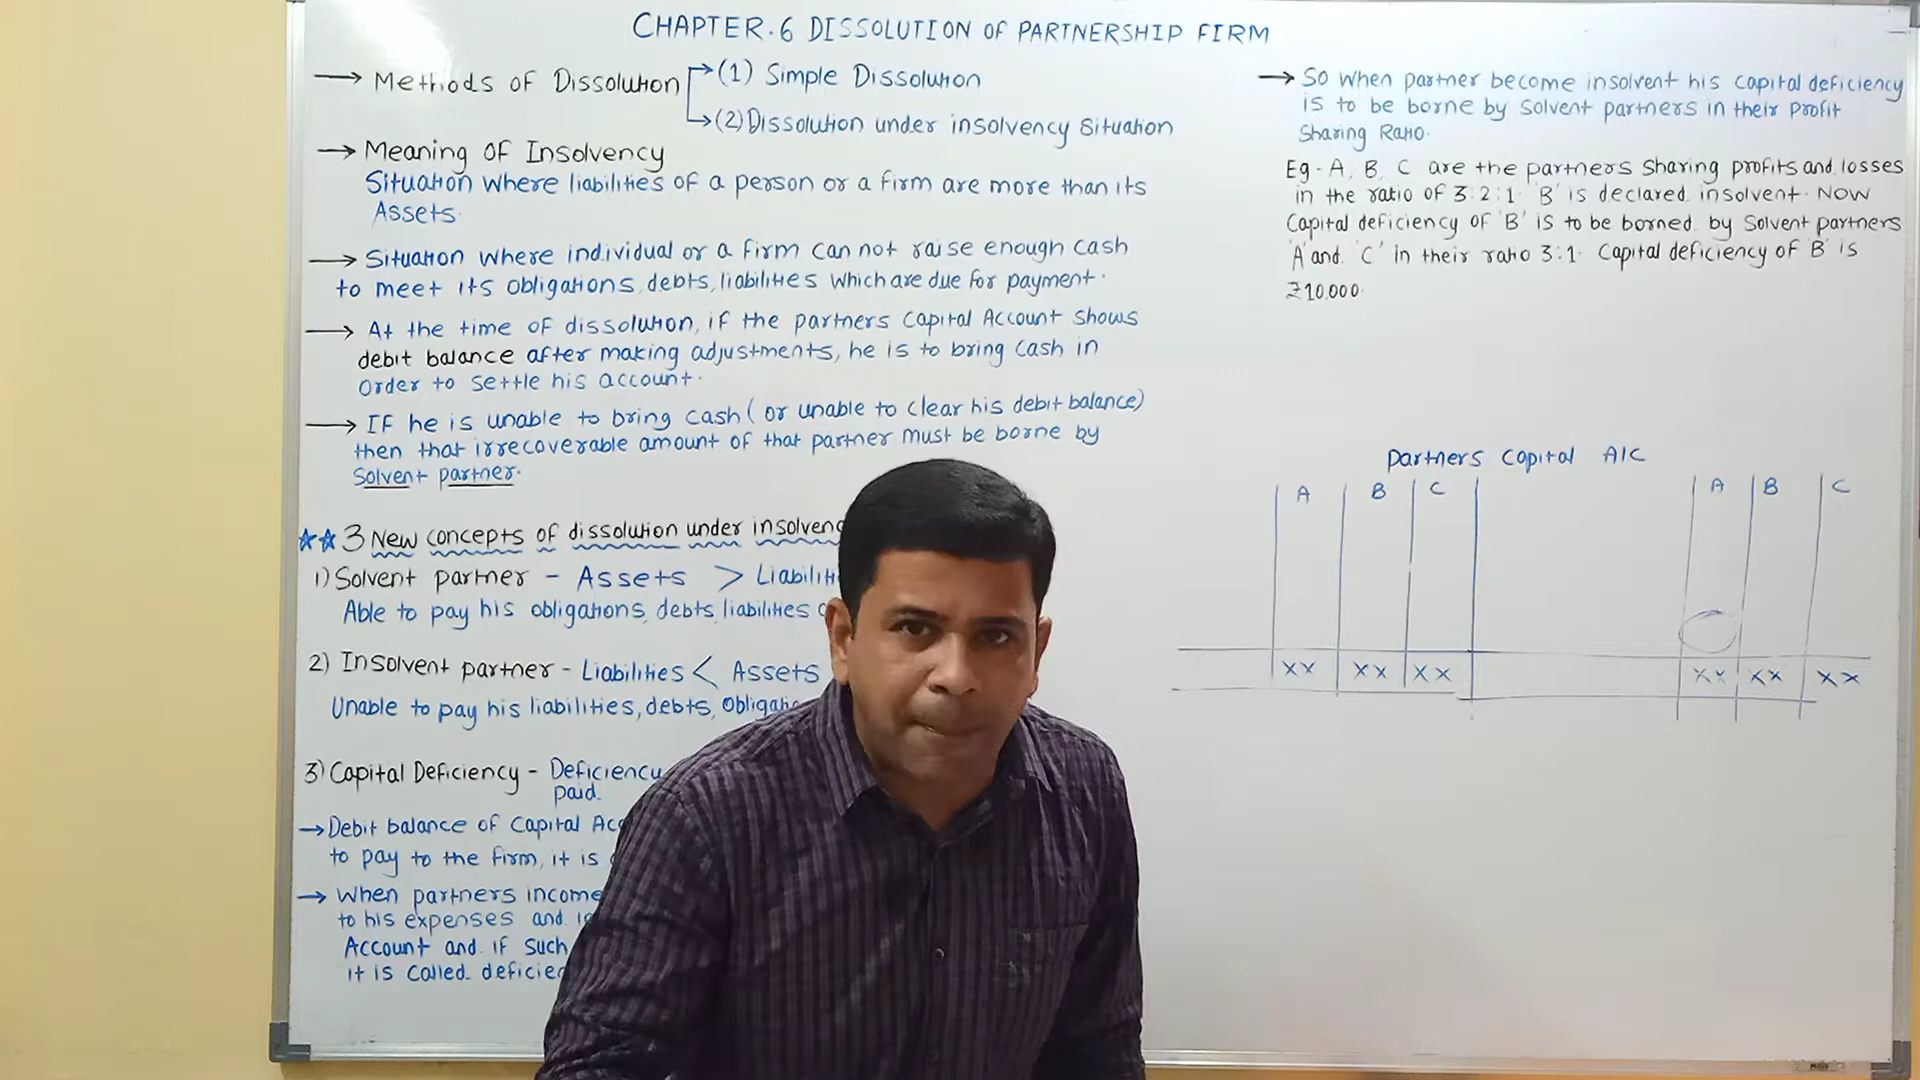 CHAPTER.6 DISSOLUTION OF PARTNERSHIP FIRM
→ Methods of Dissolution → (1) Simple Dissolution
→ (2) Dissolution under insolvency situation
→ Meaning of Insolvency
Situation where liabilities of a person or a firm are more than its
Assets.
→ Situation where individual or a firm can not raise enough cash
to meet its obligations, debts, liabilities which are due for payment.
→ At the time of dissolution, if the partners Capital Account shows
debit balance after making adjustments, he is to bring cash in
order to settle his account.
→ If he is unable to bring cash (or unable to clear his debit balance)
then that irrecoverable amount of that partner must be borne by
Solvent partner.
★★ 3 New concepts of dissolution under insolvenc
1) Solvent partner - Assets > Liabiliti
Able to pay his obligations, debts, liabilities
2) Insolvent partner - Liabilities < Assets
Unable to pay his liabilities, debts, Obligati
3) Capital Deficiency - Deficiency
paid.
→ Debit balance of Capital Acc
to pay to the firm, it is
→ When partners income
to his expenses and
Account and if such
it is called deficien
→ So when partner become insolvent his capital deficiency
is to be borne by Solvent partners in their profit
Sharing Ratio.
Eg- A, B, C are the partners sharing profits and losses
in the ratio of 3:2:1. 'B' is declared insolvent. Now
Capital deficiency of 'B' is to be borned by Solvent partners
'A' and 'C' in their ratio 3:1. Capital deficiency of 'B' is
₹10,000.
Partners Capital A/C
A B C A B C
XX XX XX XX XX XX